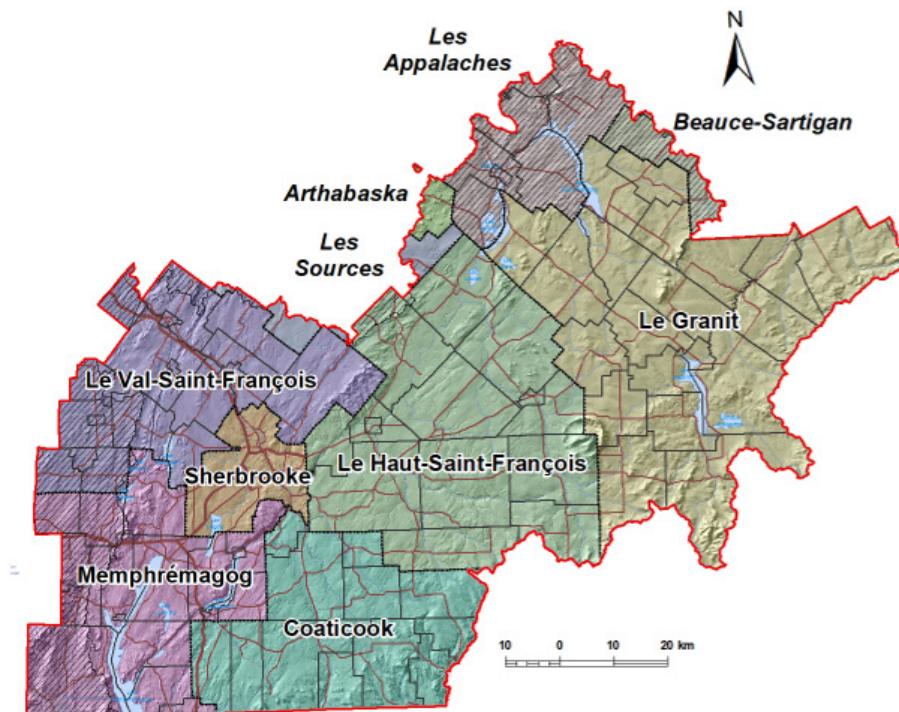 Les
Appalaches
N
Beauce-Sartigan
Arthabaska
Les
Sources
Le Granit
Le Val-Saint-François
Sherbrooke
Le Haut-Saint-François
Memphrémagog
Coaticook
10 0 10 20 km